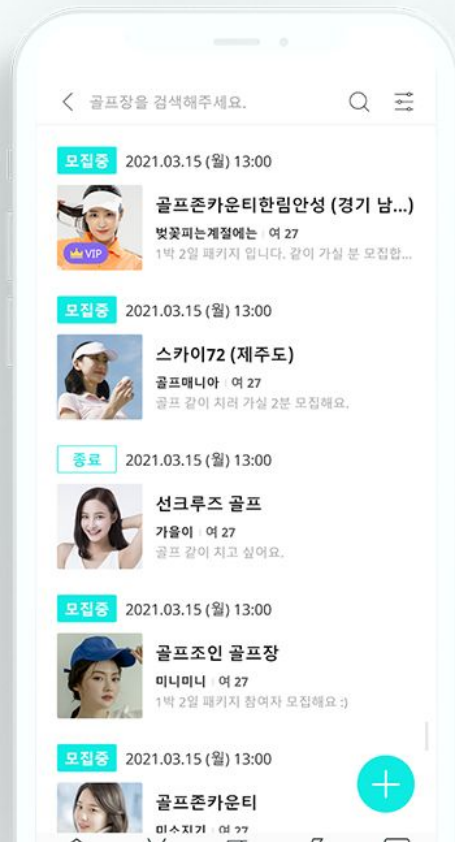 골프장을 검색해주세요.
모집중 2021.03.15 (월) 13:00
골프존카운티한림안성 (경기 남...)
벚꽃피는계절에는 여 27
VIP
1박 2일 패키지 입니다. 같이 가실 분 모집합...
모집중 2021.03.15 (월) 13:00
스카이72 (제주도)
골프매니아 여 27
골프 같이 치러 가실 2분 모집해요.
종료 2021.03.15 (월) 13:00
선크루즈 골프
가을이 여 27
골프 같이 치고 싶어요.
모집중 2021.03.15 (월) 13:00
골프조인 골프장
미니미니 여 27
1박 2일 패키지 참여자 모집해요 :)
모집중 2021.03.15 (월) 13:00
골프존카운티
미소지기 여 27